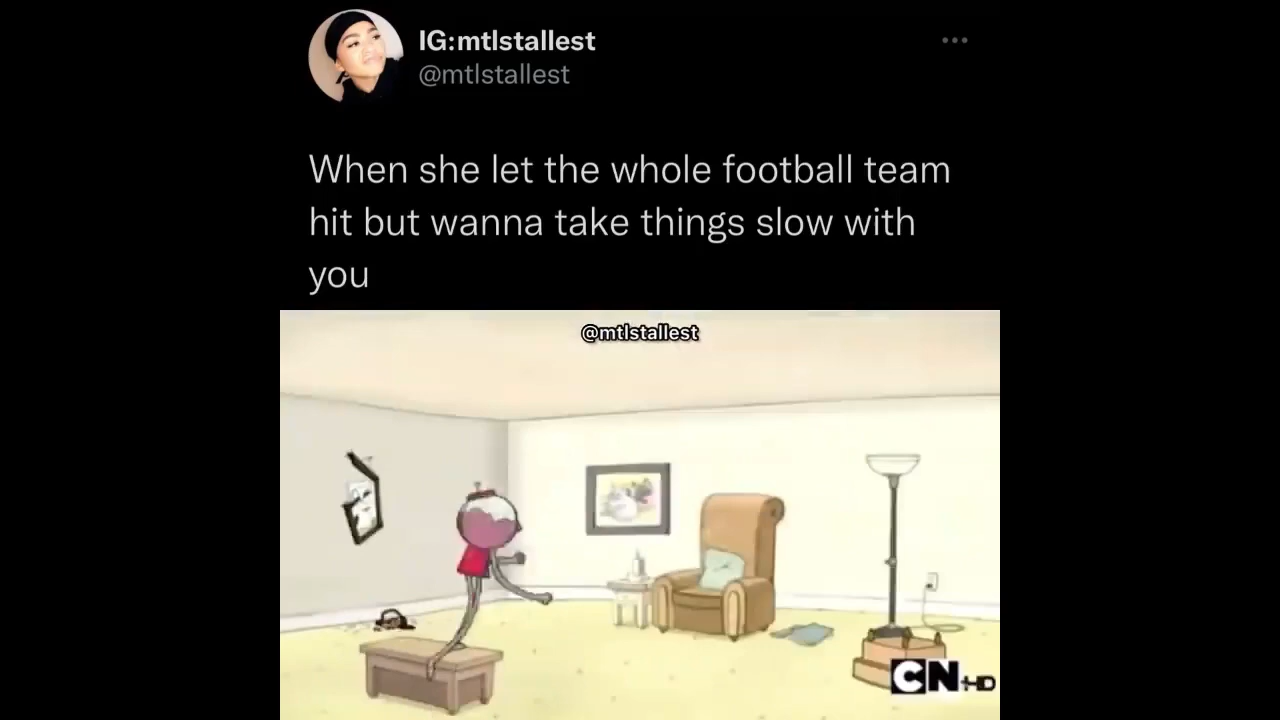 IG:mtlstallest
@mtlstallest
When she let the whole football team
hit but wanna take things slow with
you
@mtlstallest
CN HD